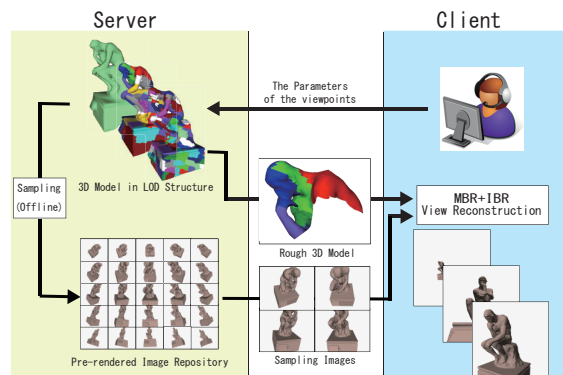 Server
Client
The Parameters
of the viewpoints
3D Model in LOD Structure
Sampling
(Offline)
MBR+IBR
View Reconstruction
Rough 3D Model
Pre-rendered Image Repository
Sampling Images